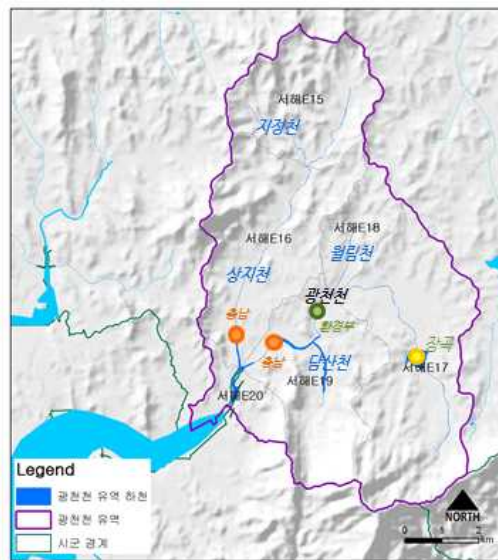 서해E15
지정천
서해E18
월림천
서해E16
상지천
광천천
충남
환경부
장곡
충남
담산천
서해E17
서해E19
서해E20
Legend
광천천 유역 하천
광천천 유역
시군 경계
NORTH
0 1 2
km